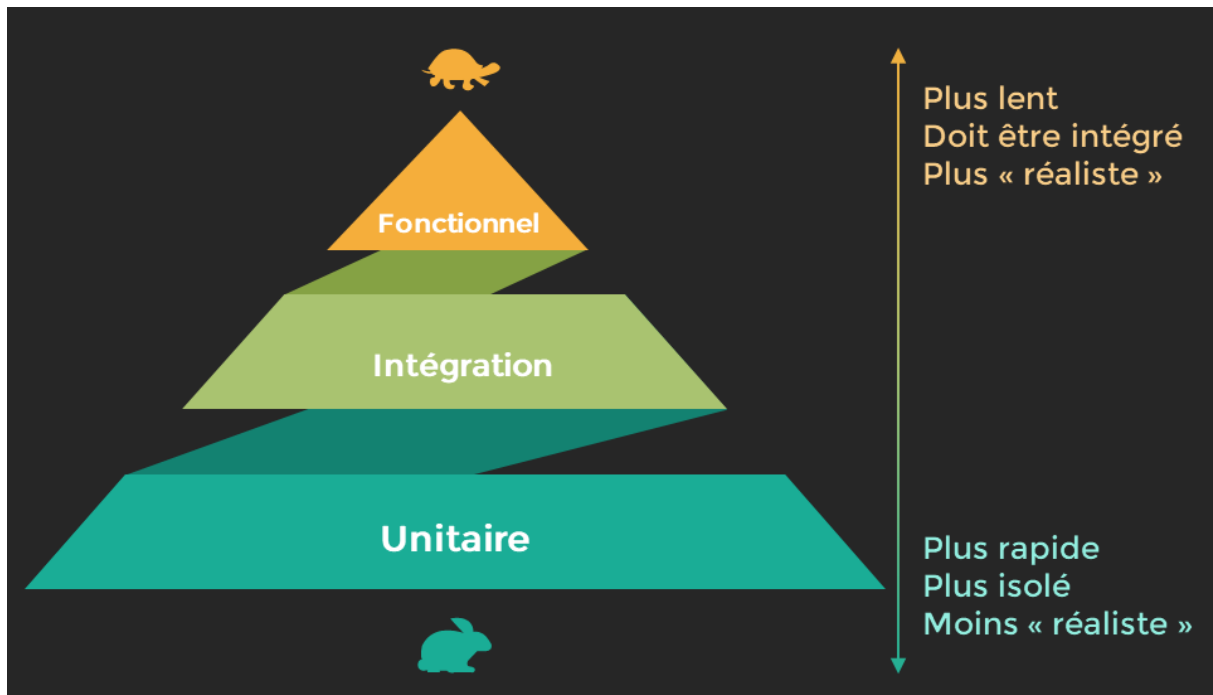 Plus lent
Doit être intégré
Plus « réaliste »
Fonctionnel
Intégration
Unitaire
Plus rapide
Plus isolé
Moins « réaliste »